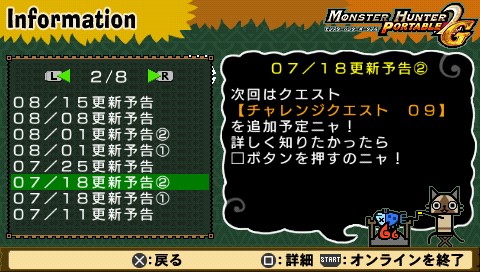 Information
MONSTER HUNTER
PORTABLE 2nd G
L 2/8 R
08/15更新予告
08/08更新予告
08/01更新予告②
08/01更新予告①
07/25更新予告
07/18更新予告②
07/18更新予告①
07/11更新予告
07/18更新予告②
次回はクエスト
【チャレンジクエスト 09】
を追加予定ニャ!
詳しく知りたかったら
□ボタンを押すのニャ!
×:戻る
□:詳細 START:オンラインを終了